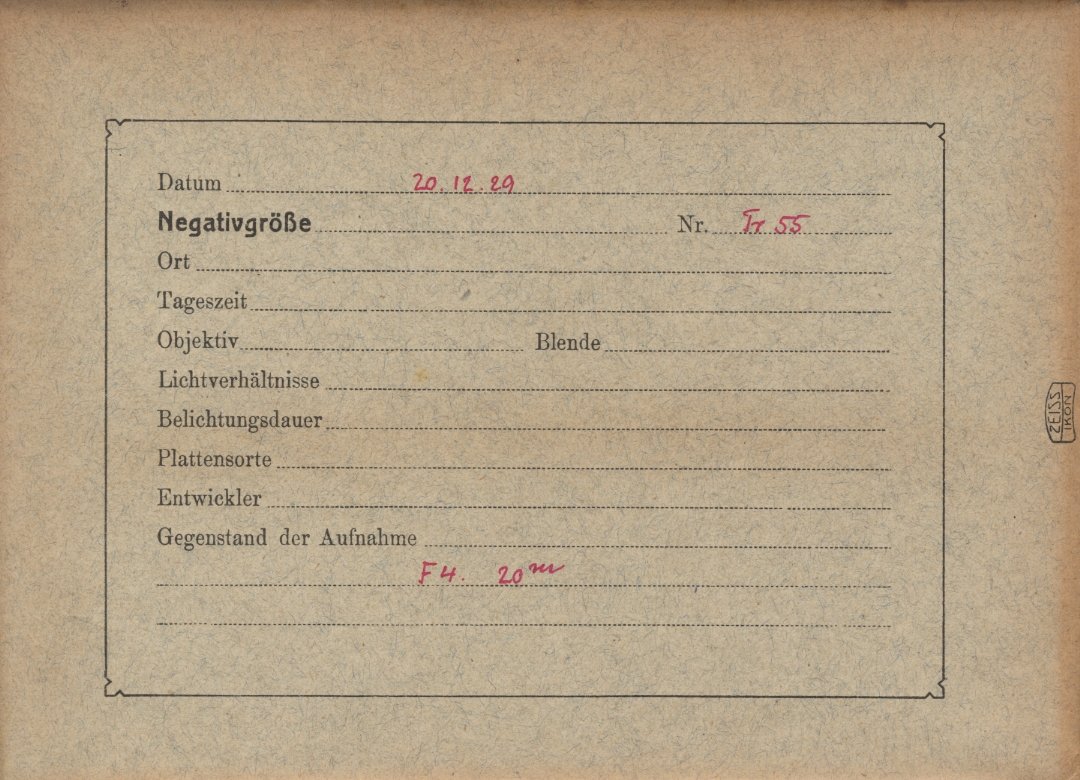 Datum 20.12.29
Negativgröße Nr. Tr 55
Ort
Tageszeit
Objektiv Blende
Lichtverhältnisse
Belichtungsdauer
Plattensorte
Entwickler
Gegenstand der Aufnahme
F4. 20ᵐ
ZEISS
IKON